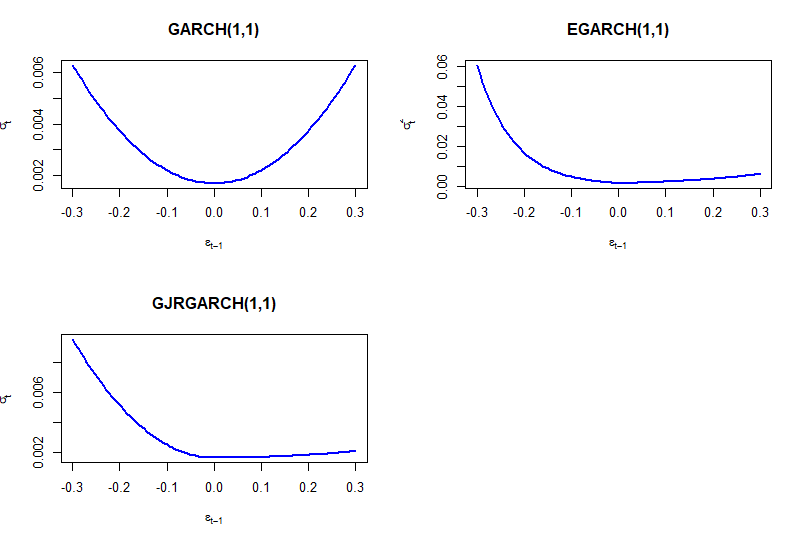 GARCH(1,1)
σt
0.002 0.004 0.006
-0.3 -0.2 -0.1 0.0 0.1 0.2 0.3
εt−1
EGARCH(1,1)
σt²
0.00 0.02 0.04 0.06
-0.3 -0.2 -0.1 0.0 0.1 0.2 0.3
εt−1
GJRGARCH(1,1)
σt
0.002 0.006
-0.3 -0.2 -0.1 0.0 0.1 0.2 0.3
εt−1